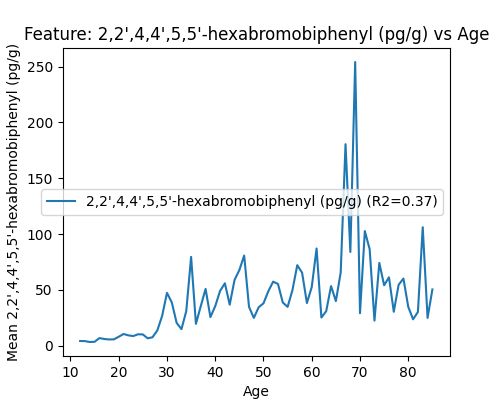 Feature: 2,2',4,4',5,5'-hexabromobiphenyl (pg/g) vs Age
Mean 2,2',4,4',5,5'-hexabromobiphenyl (pg/g)
250
200
150
100
50
0
2,2',4,4',5,5'-hexabromobiphenyl (pg/g) (R2=0.37)
10 20 30 40 50 60 70 80
Age